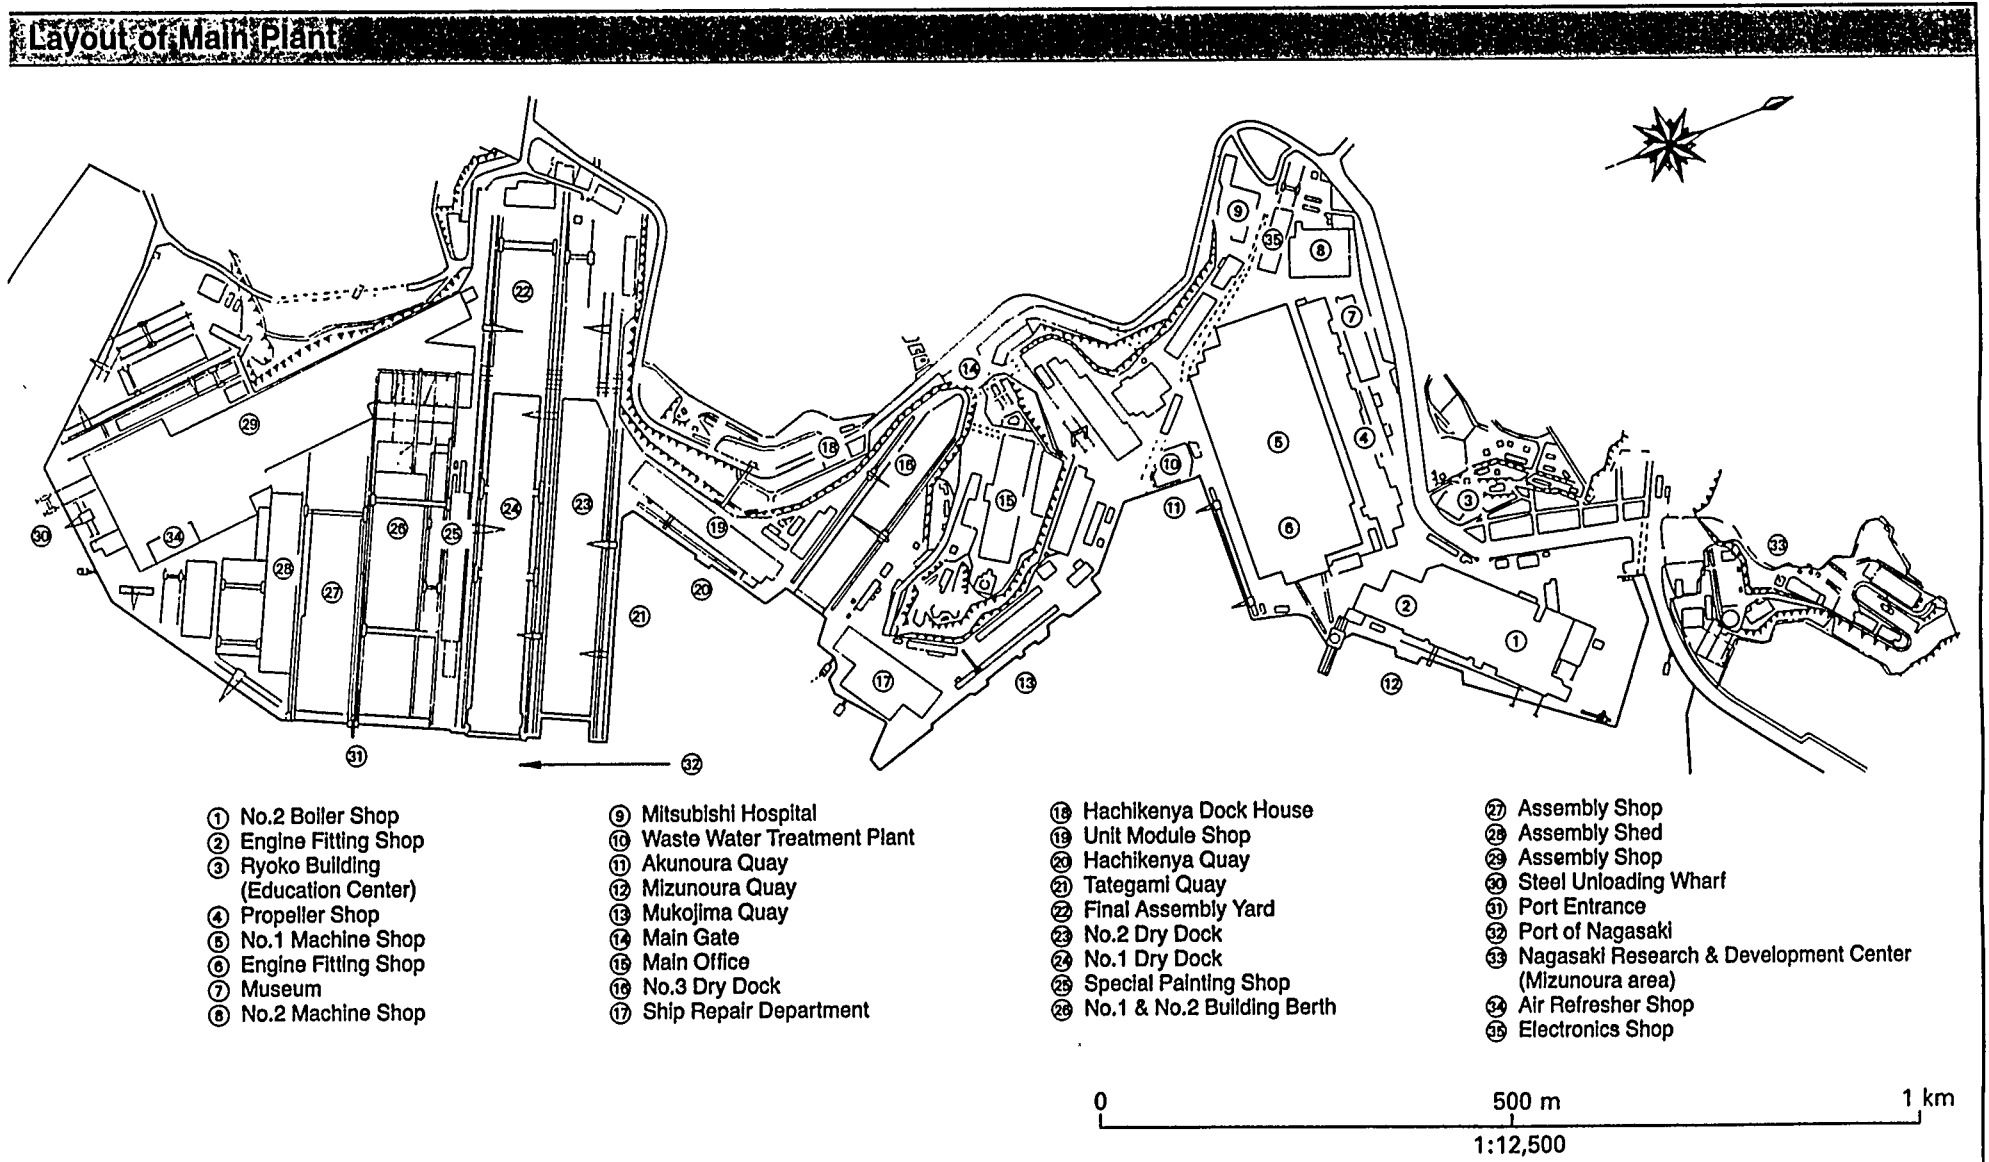 Layout of Main Plant
① No.2 Boiler Shop
② Engine Fitting Shop
③ Ryoko Building
(Education Center)
④ Propeller Shop
⑤ No.1 Machine Shop
⑥ Engine Fitting Shop
⑦ Museum
⑧ No.2 Machine Shop
⑨ Mitsubishi Hospital
⑩ Waste Water Treatment Plant
⑪ Akunoura Quay
⑫ Mizunoura Quay
⑬ Mukojima Quay
⑭ Main Gate
⑮ Main Office
⑯ No.3 Dry Dock
⑰ Ship Repair Department
⑱ Hachikenya Dock House
⑲ Unit Module Shop
⑳ Hachikenya Quay
㉑ Tategami Quay
㉒ Final Assembly Yard
㉓ No.2 Dry Dock
㉔ No.1 Dry Dock
㉕ Special Painting Shop
㉖ No.1 & No.2 Building Berth
㉗ Assembly Shop
㉘ Assembly Shed
㉙ Assembly Shop
㉚ Steel Unloading Wharf
㉛ Port Entrance
㉜ Port of Nagasaki
㉝ Nagasaki Research & Development Center
(Mizunoura area)
㉞ Air Refresher Shop
㉟ Electronics Shop
0 500 m 1 km
1:12,500